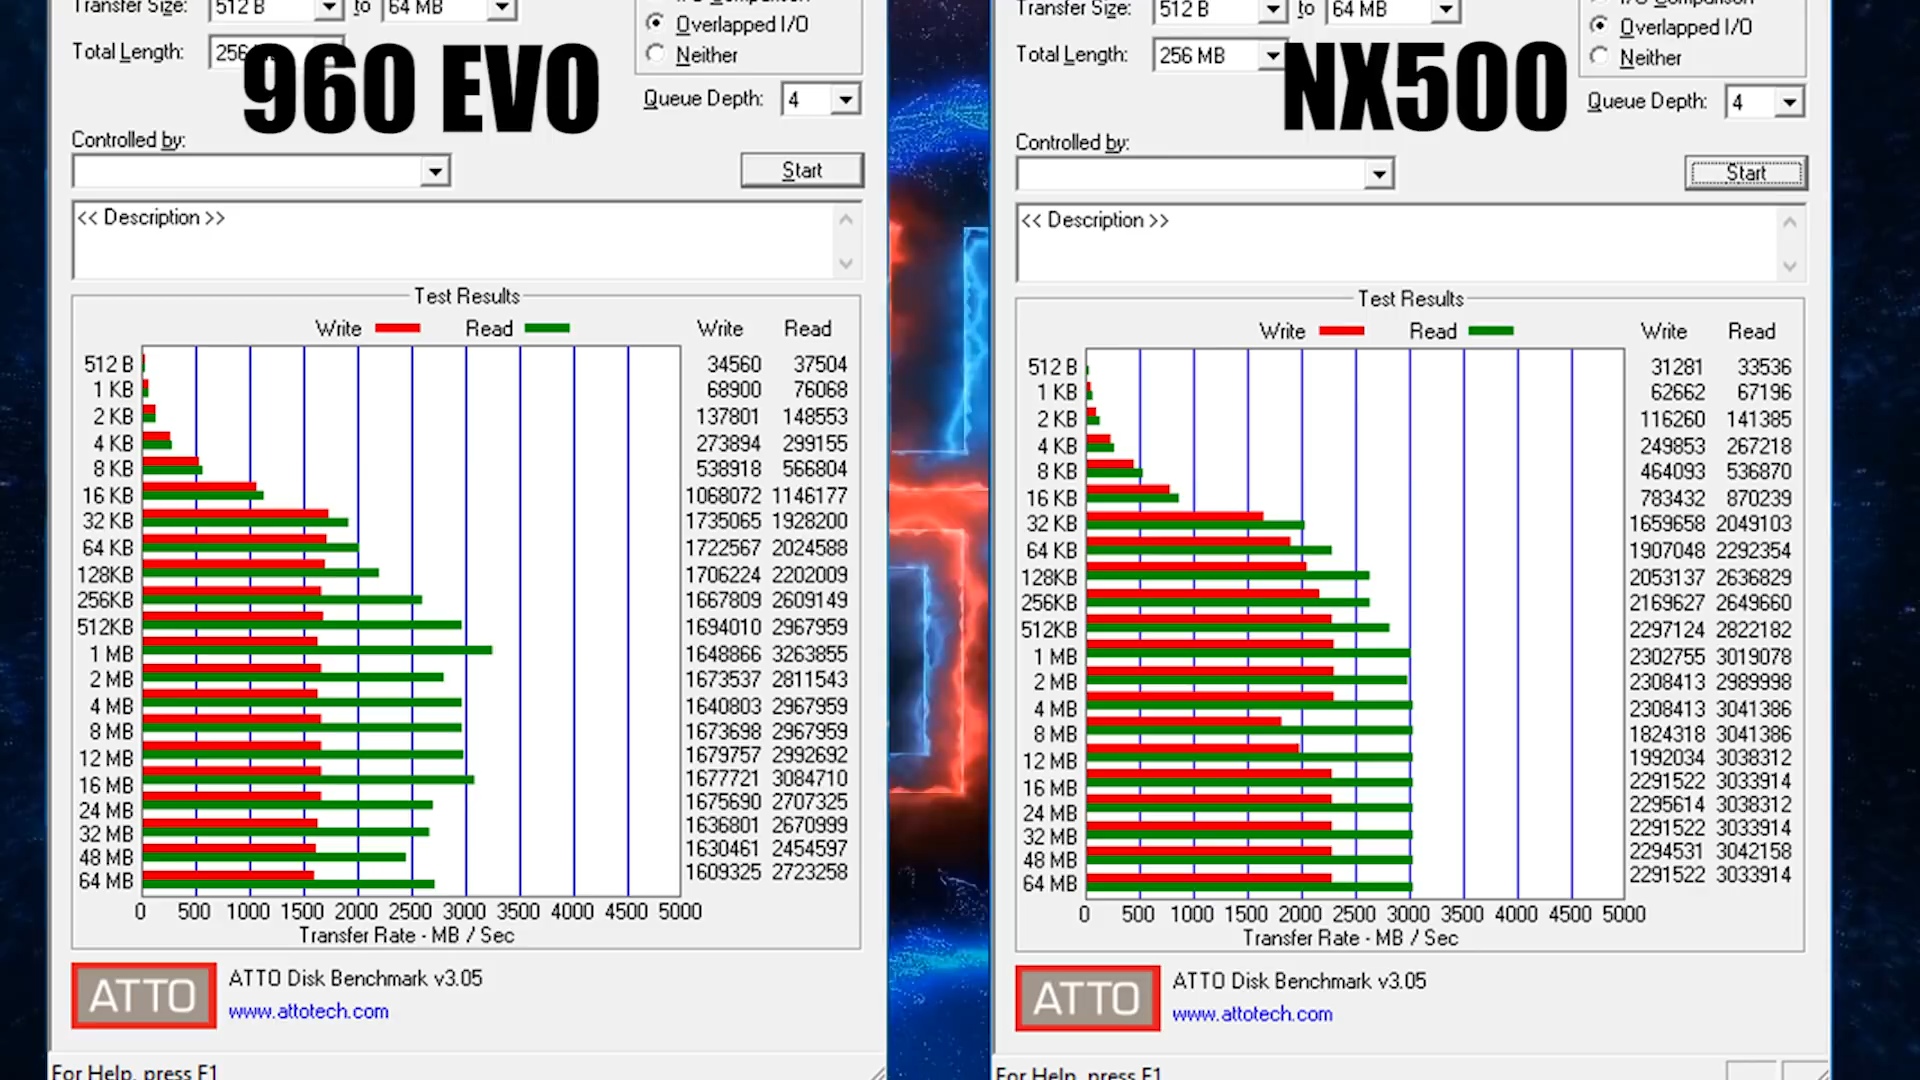 Transfer Size: 512 B to 64 MB
Overlapped I/O
Total Length: 256
Neither
960 EVO
Queue Depth: 4
Controlled by:
Start
<< Description >>
Test Results
Write Read Write Read
512 B 34560 37504
1 KB 68900 76068
2 KB 137801 148553
4 KB 273894 299155
8 KB 538918 566804
16 KB 1068072 1146177
32 KB 1735065 1928200
64 KB 1722567 2024588
128KB 1706224 2202009
256KB 1667809 2609149
512KB 1694010 2967959
1 MB 1648866 3263855
2 MB 1673537 2811543
4 MB 1640803 2967959
8 MB 1673698 2967959
12 MB 1679757 2992692
16 MB 1677721 3084710
24 MB 1675690 2707325
32 MB 1636801 2670999
48 MB 1630461 2454597
64 MB 1609325 2723258
0 500 1000 1500 2000 2500 3000 3500 4000 4500 5000
Transfer Rate - MB / Sec
ATTO
ATTO Disk Benchmark v3.05
www.attotech.com
For Help, press F1
Transfer Size: 512 B to 64 MB
I/O Comparison
Overlapped I/O
Total Length: 256 MB
Neither
NX500
Queue Depth: 4
Controlled by:
Start
<< Description >>
Test Results
Write Read Write Read
512 B 31281 33536
1 KB 62662 67196
2 KB 116260 141385
4 KB 249853 267218
8 KB 464093 536870
16 KB 783432 870239
32 KB 1659658 2049103
64 KB 1907048 2292354
128KB 2053137 2636829
256KB 2169627 2649660
512KB 2297124 2822182
1 MB 2302755 3019078
2 MB 2308413 2989998
4 MB 2308413 3041386
8 MB 1824318 3041386
12 MB 1992034 3038312
16 MB 2291522 3033914
24 MB 2295614 3038312
32 MB 2291522 3033914
48 MB 2294531 3042158
64 MB 2291522 3033914
0 500 1000 1500 2000 2500 3000 3500 4000 4500 5000
Transfer Rate - MB / Sec
ATTO
ATTO Disk Benchmark v3.05
www.attotech.com
For Help, press F1